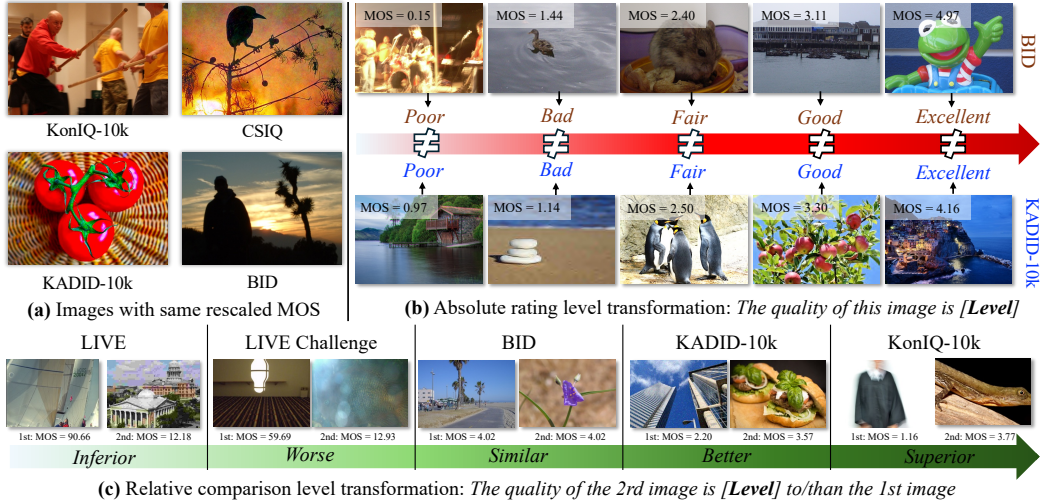 KonIQ-10k
CSIQ
KADID-10k
BID
(a) Images with same rescaled MOS
MOS = 0.15
MOS = 1.44
MOS = 2.40
MOS = 3.11
MOS = 4.97
BID
Poor
Bad
Fair
Good
Excellent
≠ ≠ ≠ ≠ ≠
Poor
Bad
Fair
Good
Excellent
MOS = 0.97
MOS = 1.14
MOS = 2.50
MOS = 3.30
MOS = 4.16
KADID-10k
(b) Absolute rating level transformation: The quality of this image is [Level]
LIVE
LIVE Challenge
BID
KADID-10k
KonIQ-10k
1st: MOS = 90.66
2nd: MOS = 12.18
1st: MOS = 59.69
2nd: MOS = 12.93
1st: MOS = 4.02
2nd: MOS = 4.02
1st: MOS = 2.20
2nd: MOS = 3.57
1st: MOS = 1.16
2nd: MOS = 3.77
Inferior
Worse
Similar
Better
Superior
(c) Relative comparison level transformation: The quality of the 2rd image is [Level] to/than the 1st image